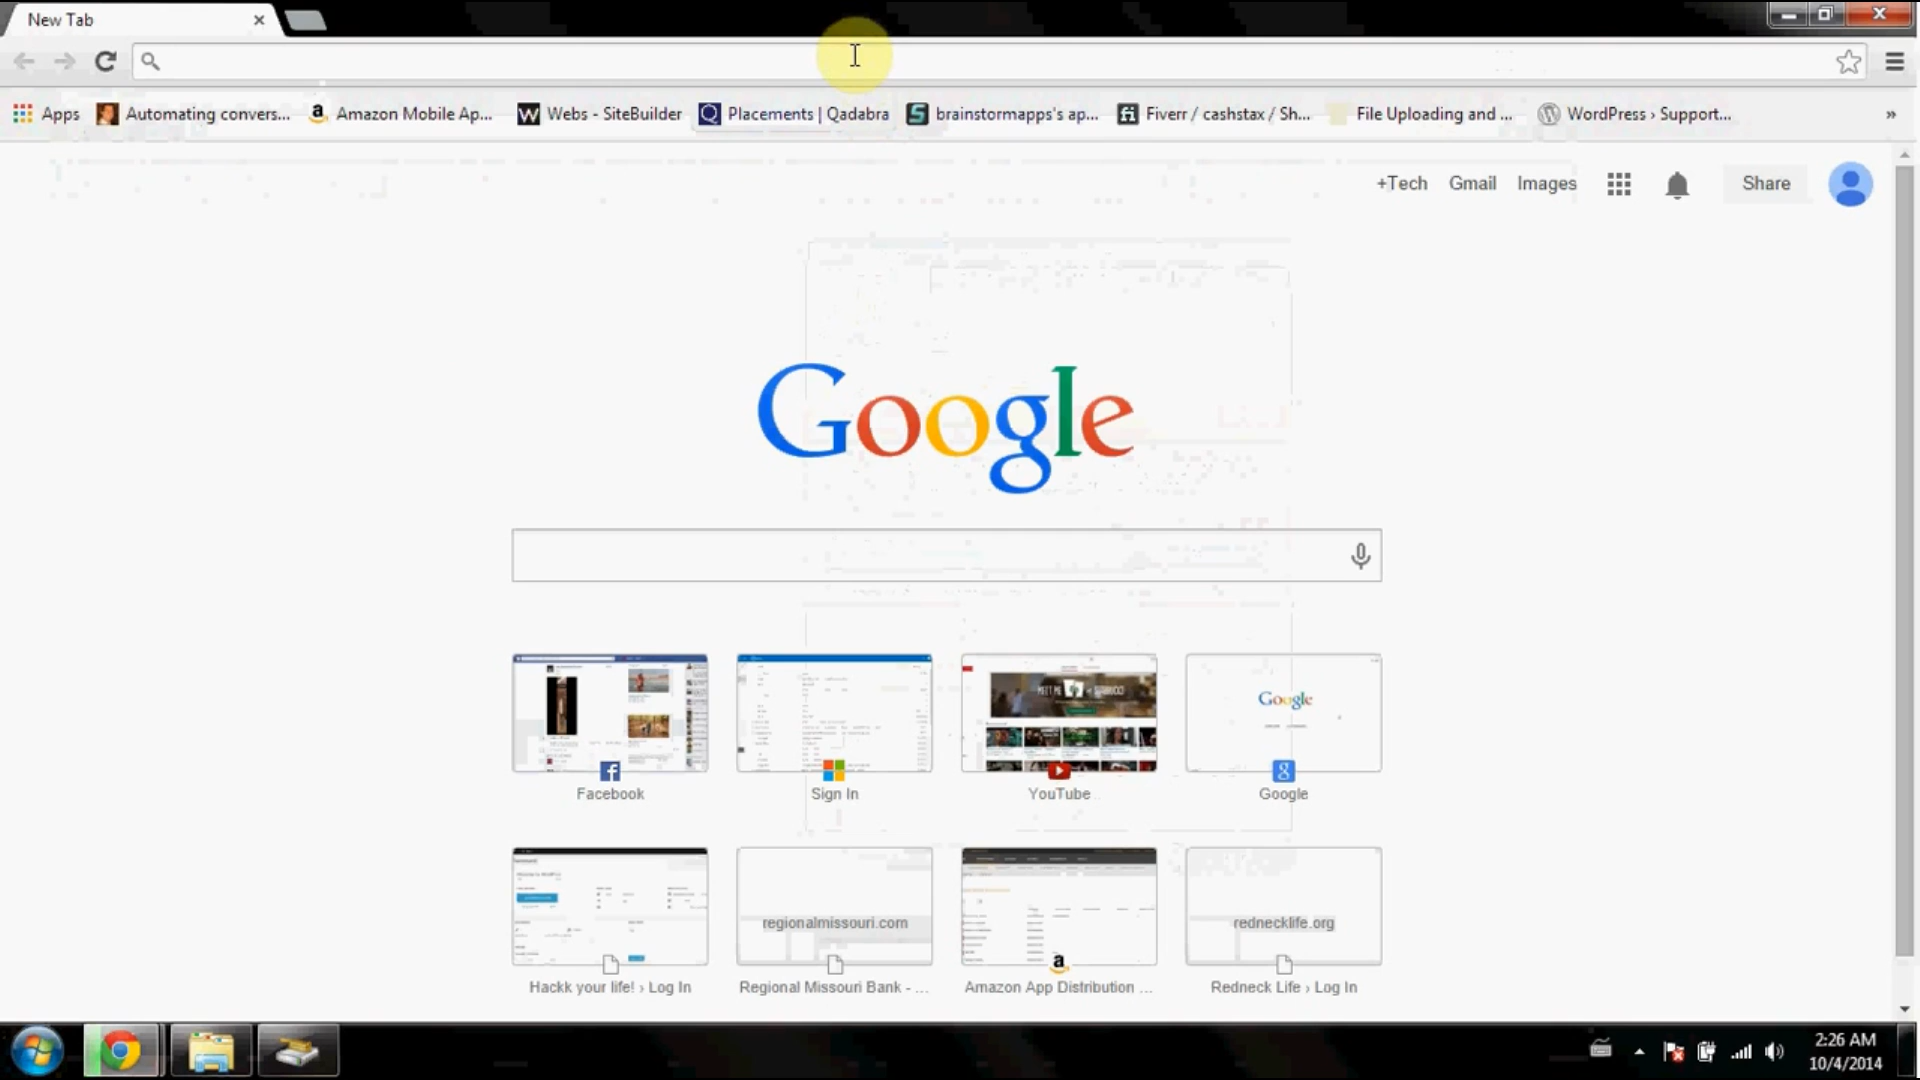 New Tab
Apps
Automating convers...
Amazon Mobile Ap...
Webs - SiteBuilder
Placements | Qadabra
brainstormapps's ap...
Fiverr / cashstax / Sh...
File Uploading and ...
WordPress › Support...
»
+Tech
Gmail
Images
Share
Google
Google
Facebook
Sign In
YouTube
Google
regionalmissouri.com
rednecklife.org
Hackk your life! › Log In
Regional Missouri Bank - ...
Amazon App Distribution ...
Redneck Life › Log In
2:26 AM
10/4/2014